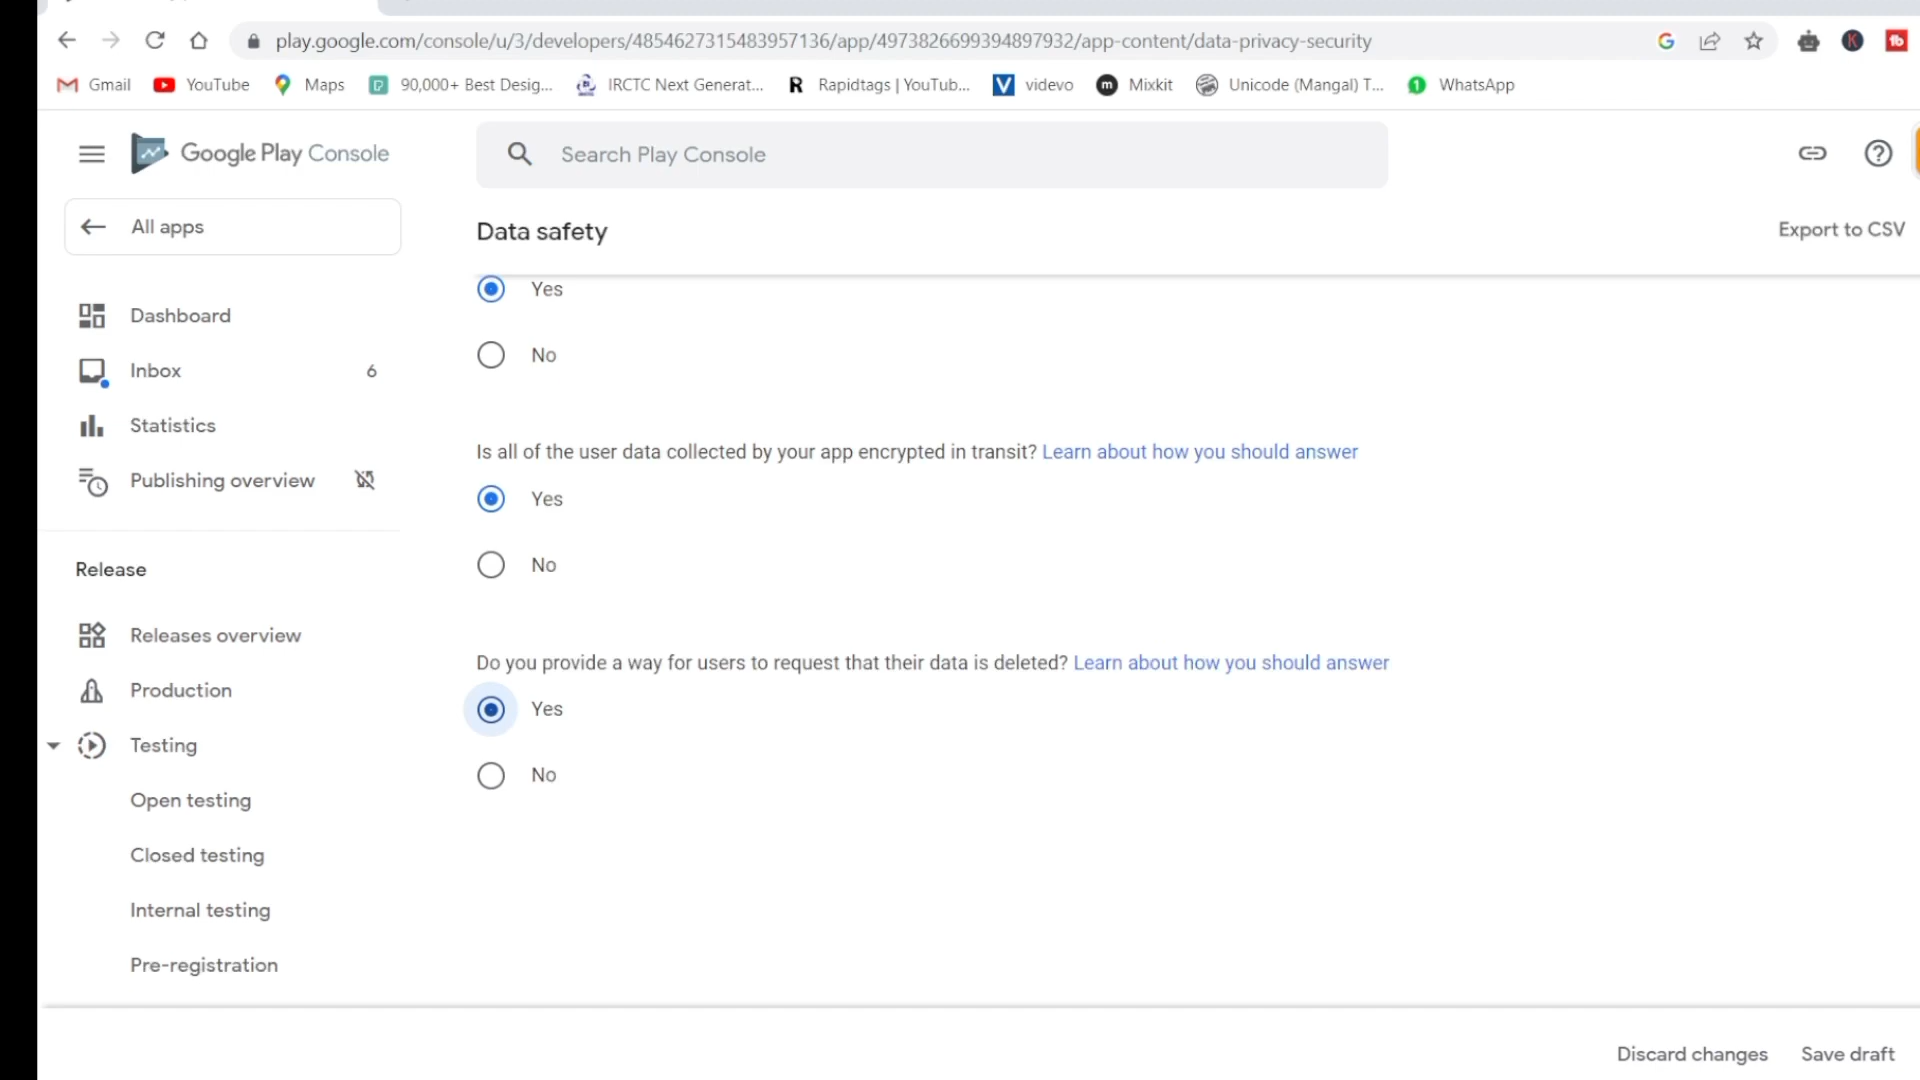 play.google.com/console/u/3/developers/4854627315483957136/app/4973826699394897932/app-content/data-privacy-security
Gmail YouTube Maps 90,000+ Best Desig... IRCTC Next Generat... Rapidtags | YouTub... videvo Mixkit Unicode (Mangal) T... WhatsApp
Google Play Console
Search Play Console
All apps
Data safety
Export to CSV
Dashboard
Inbox 6
Statistics
Publishing overview
Release
Releases overview
Production
Testing
Open testing
Closed testing
Internal testing
Pre-registration
Yes
No
Is all of the user data collected by your app encrypted in transit? Learn about how you should answer
Yes
No
Do you provide a way for users to request that their data is deleted? Learn about how you should answer
Yes
No
Discard changes Save draft